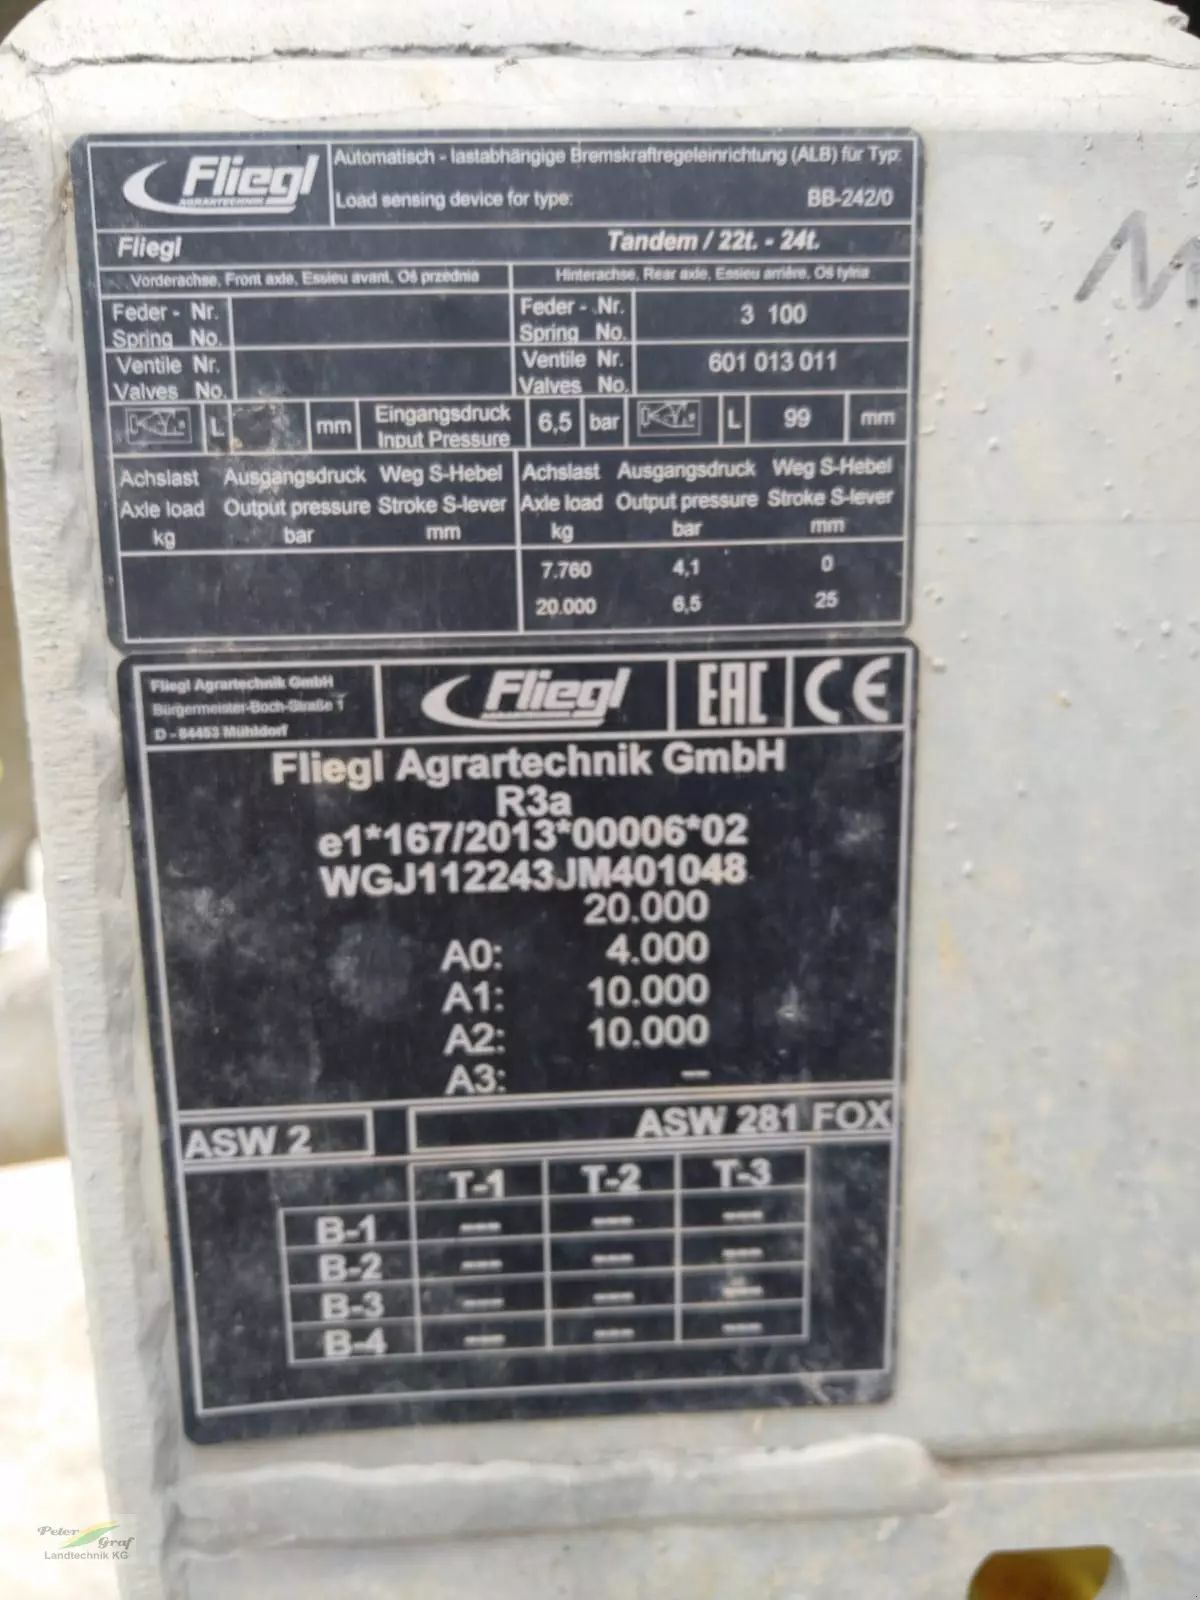 Fliegl
AGRARTECHNIK
Automatisch - lastabhängige Bremskraftregeleinrichtung (ALB) für Typ:
Load sensing device for type: BB-242/0
Fliegl Tandem / 22t. - 24t.
Vorderachse, Front axle, Essieu avant, Oś przednia Hinterachse, Rear axle, Essieu arrière, Oś tylnia
Feder - Nr. Feder - Nr. 3 100
Spring No. Spring No.
Ventile Nr. Ventile Nr. 601 013 011
Valves No. Valves No.
L mm Eingangsdruck 6,5 bar L 99 mm
Input Pressure
Achslast Ausgangsdruck Weg S-Hebel Achslast Ausgangsdruck Weg S-Hebel
Axle load Output pressure Stroke S-lever Axle load Output pressure Stroke S-lever
kg bar mm kg bar mm
7.760 4,1 0
20.000 6,5 25
Fliegl Agrartechnik GmbH
Bürgermeister-Boch-Straße 1
D - 84453 Mühldorf
Fliegl
AGRARTECHNIK
EAC CE
Fliegl Agrartechnik GmbH
R3a
e1*167/2013*00006*02
WGJ112243JM401048
20.000
A0: 4.000
A1: 10.000
A2: 10.000
A3: --
ASW 2 ASW 281 FOX
T-1 T-2 T-3
B-1 --- --- ---
B-2 --- --- ---
B-3 --- --- ---
B-4 --- --- ---
Peter Graf
Landtechnik KG